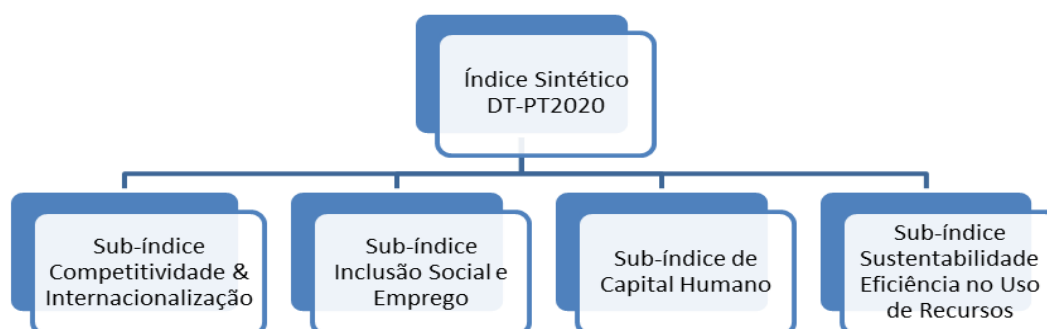 Índice Sintético
DT-PT2020
Sub-índice
Competitividade &
Internacionalização
Sub-índice
Inclusão Social e
Emprego
Sub-índice de
Capital Humano
Sub-índice
Sustentabilidade
Eficiência no Uso
de Recursos